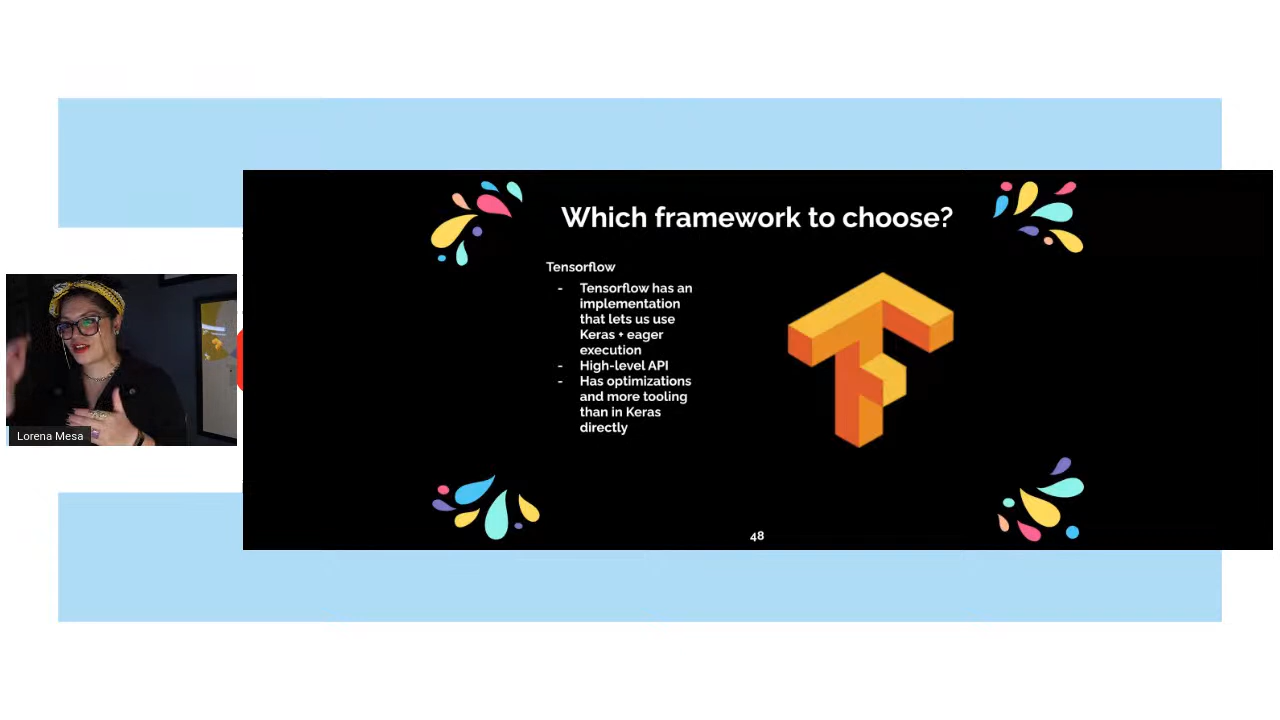 Which framework to choose?
Tensorflow
- Tensorflow has an
implementation
that lets us use
Keras + eager
execution
- High-level API
- Has optimizations
and more tooling
than in Keras
directly
Lorena Mesa
48